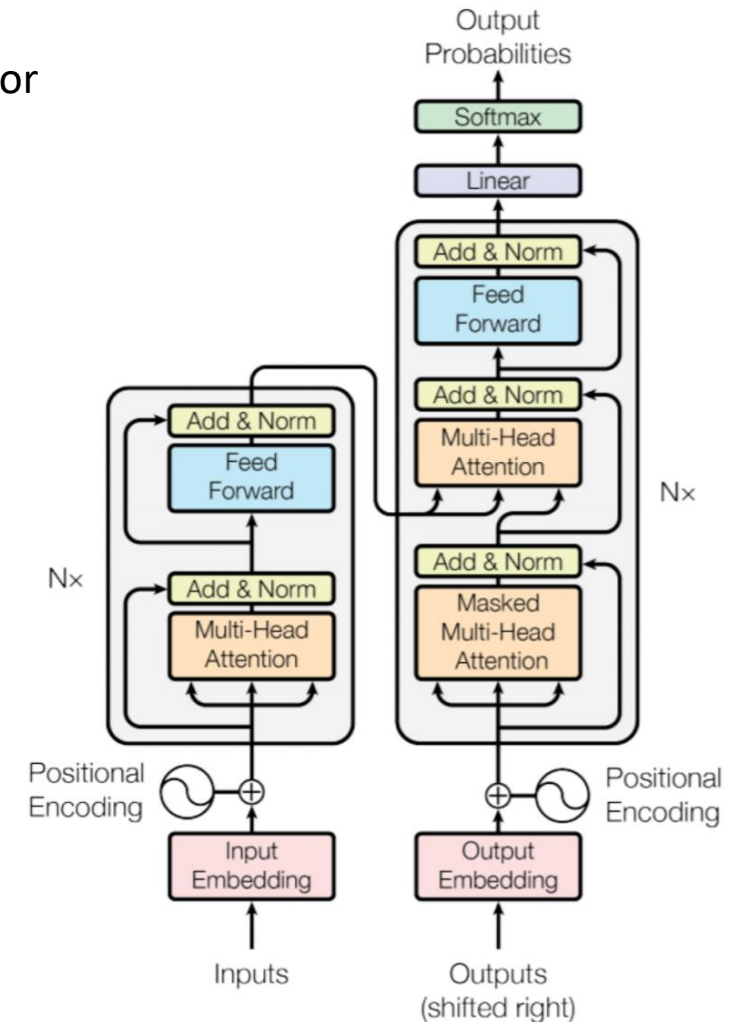 or
Output
Probabilities
Softmax
Linear
Add & Norm
Feed
Forward
Add & Norm
Multi-Head
Attention
Add & Norm
Masked
Multi-Head
Attention
Nx
Add & Norm
Feed
Forward
Add & Norm
Multi-Head
Attention
Nx
Positional
Encoding
Positional
Encoding
Input
Embedding
Output
Embedding
Inputs
Outputs
(shifted right)